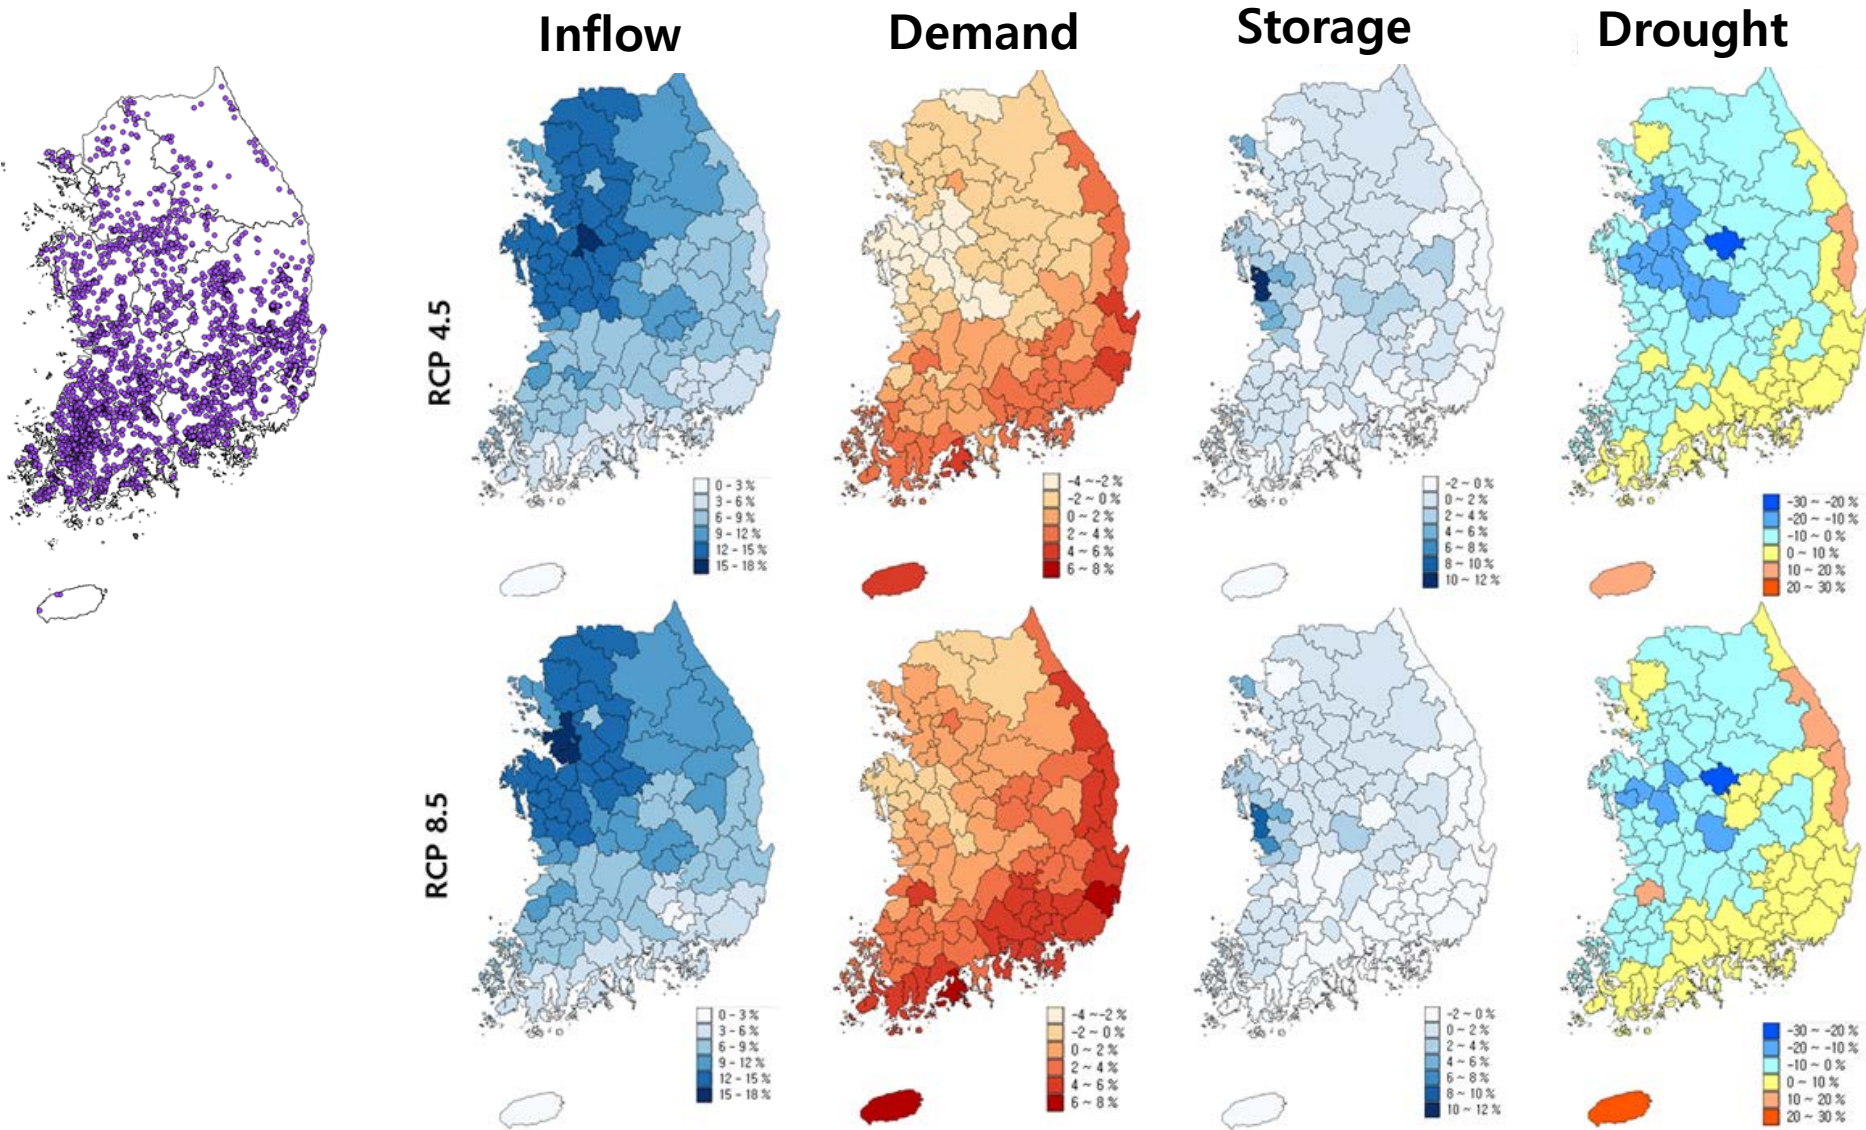 Inflow
Demand
Storage
Drought
RCP 4.5
0 - 3 %
3 - 6 %
6 - 9 %
9 - 12 %
12 - 15 %
15 - 18 %
-4 ~ -2 %
-2 ~ 0 %
0 ~ 2 %
2 ~ 4 %
4 ~ 6 %
6 ~ 8 %
-2 ~ 0 %
0 ~ 2 %
2 ~ 4 %
4 ~ 6 %
6 ~ 8 %
8 ~ 10 %
10 ~ 12 %
-30 ~ -20 %
-20 ~ -10 %
-10 ~ 0 %
0 ~ 10 %
10 ~ 20 %
20 ~ 30 %
RCP 8.5
0 - 3 %
3 - 6 %
6 - 9 %
9 - 12 %
12 - 15 %
15 - 18 %
-4 ~ -2 %
-2 ~ 0 %
0 ~ 2 %
2 ~ 4 %
4 ~ 6 %
6 ~ 8 %
-2 ~ 0 %
0 ~ 2 %
2 ~ 4 %
4 ~ 6 %
6 ~ 8 %
8 ~ 10 %
10 ~ 12 %
-30 ~ -20 %
-20 ~ -10 %
-10 ~ 0 %
0 ~ 10 %
10 ~ 20 %
20 ~ 30 %